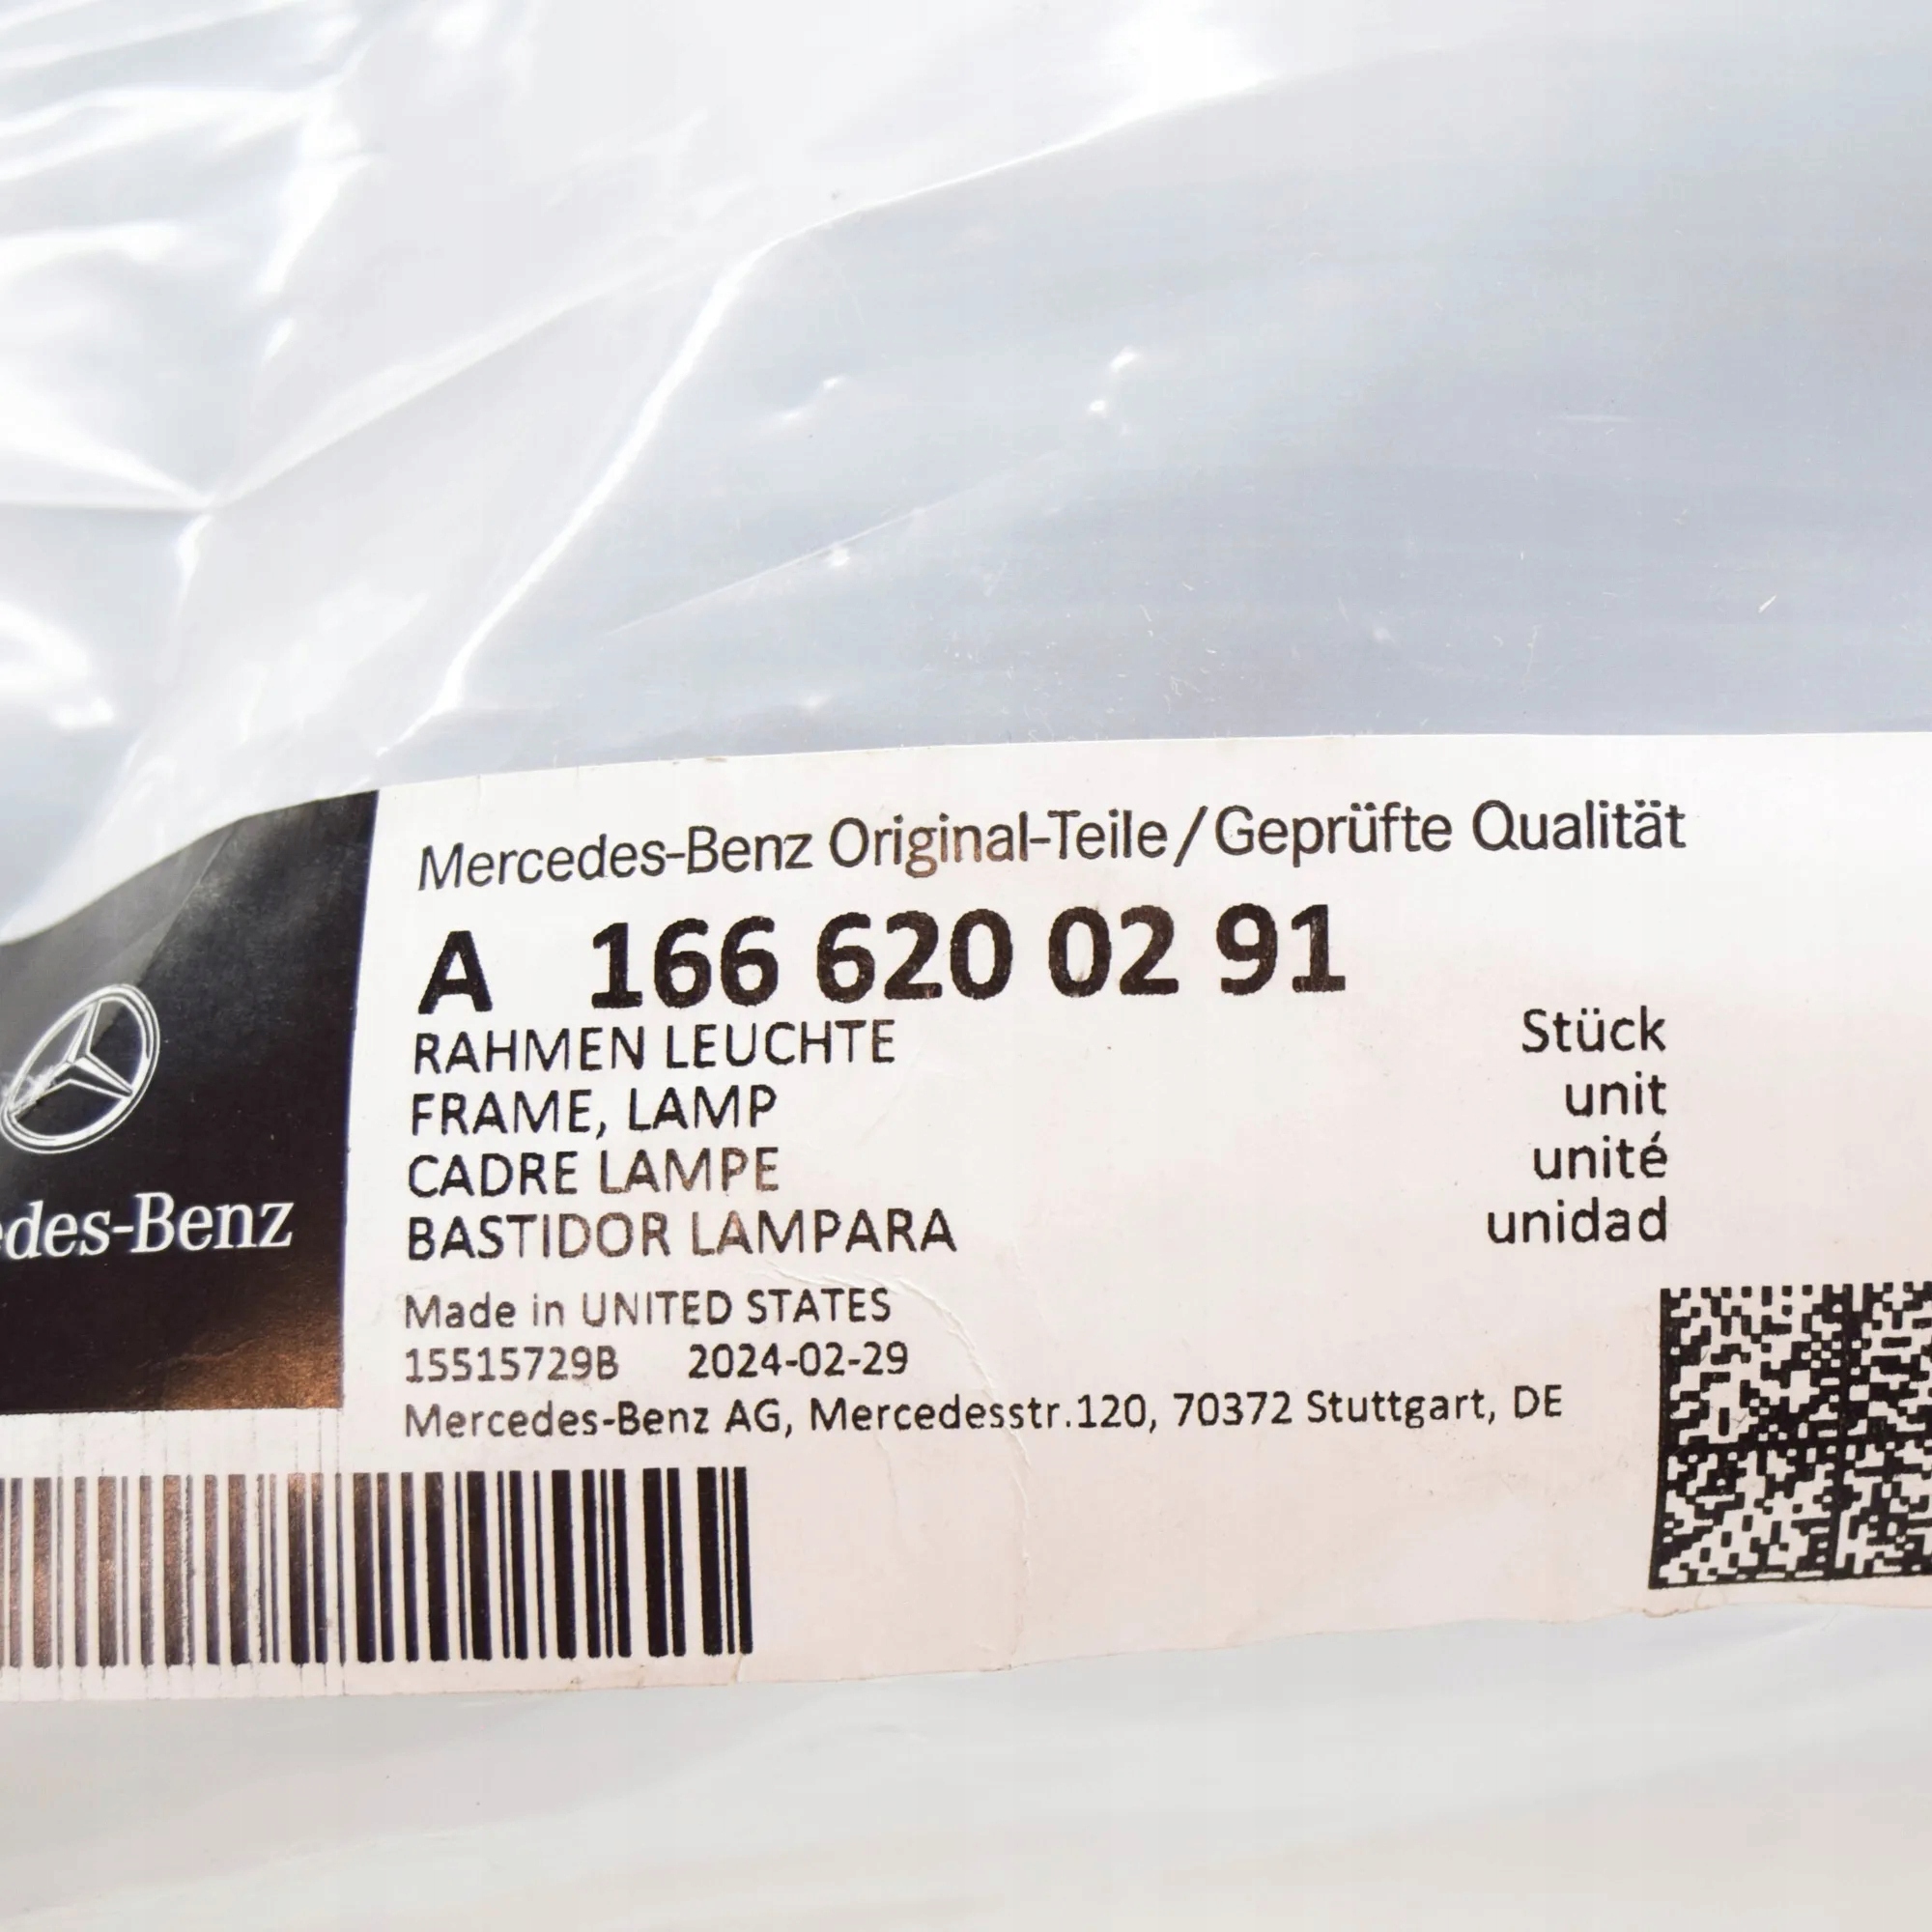 Mercedes-Benz Original-Teile/Geprüfte Qualität
A 166 620 02 91
RAHMEN LEUCHTE
FRAME, LAMP
CADRE LAMPE
BASTIDOR LAMPARA
Stück
unit
unité
unidad
Made in UNITED STATES
15515729B 2024-02-29
Mercedes-Benz AG, Mercedesstr.120, 70372 Stuttgart, DE
des-Benz